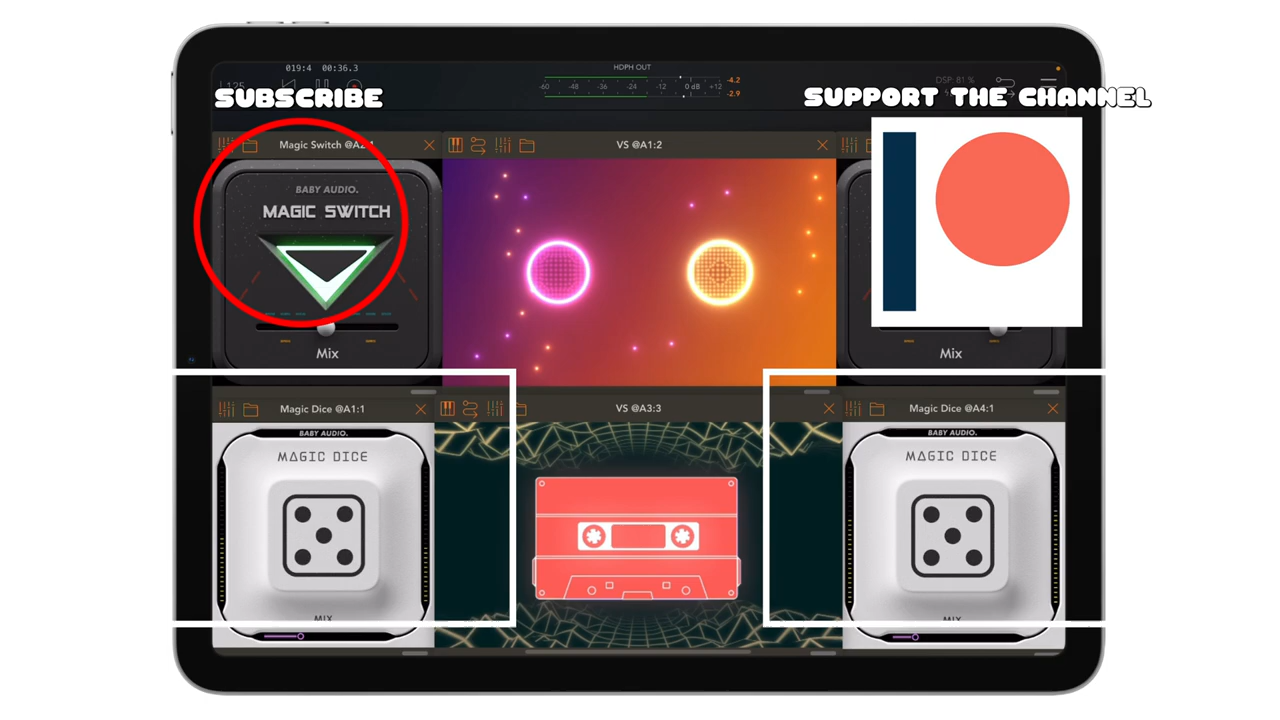 HDPH OUT
019:4 00:36.3
-60 -48 -36 -24 -12 0 dB +12
-4.2
-2.9
DSP: 81 %
125
SUBSCRIBE
SUPPORT THE CHANNEL
Magic Switch @A2:1
VS @A1:2
BABY AUDIO.
MAGIC SWITCH
Mix
Mix
Magic Dice @A1:1
VS @A3:3
Magic Dice @A4:1
BABY AUDIO.
BABY AUDIO.
MAGIC DICE
MAGIC DICE
MIX
MIX